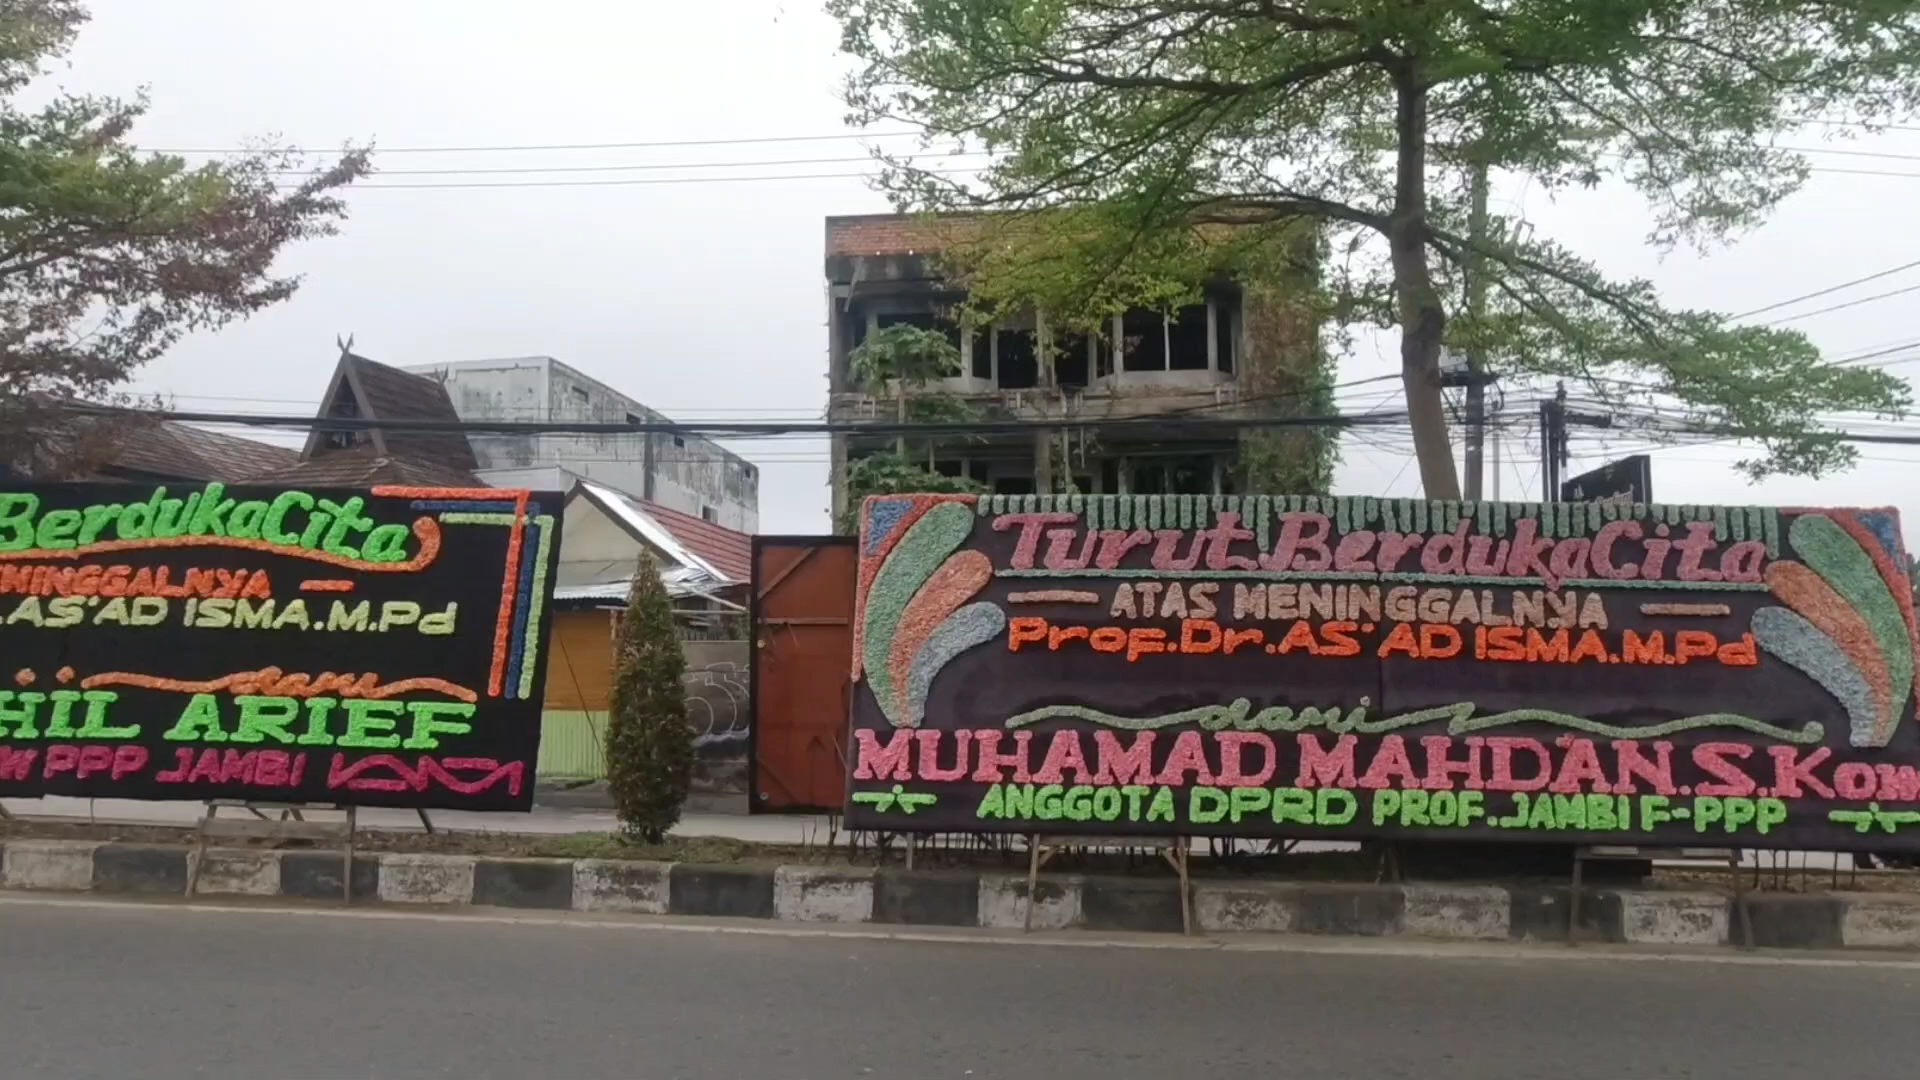 BerdukaCita
ENINGGALNYA
.AS'AD ISMA.M.Pd
dari
HIL ARIEF
W PPP JAMBI
Turut BerdukaCita
ATAS MENINGGALNYA
Prof.Dr.AS'AD ISMA.M.Pd
dari
MUHAMAD MAHDAN.S.Kom
ANGGOTA DPRD PROF.JAMBI F-PPP